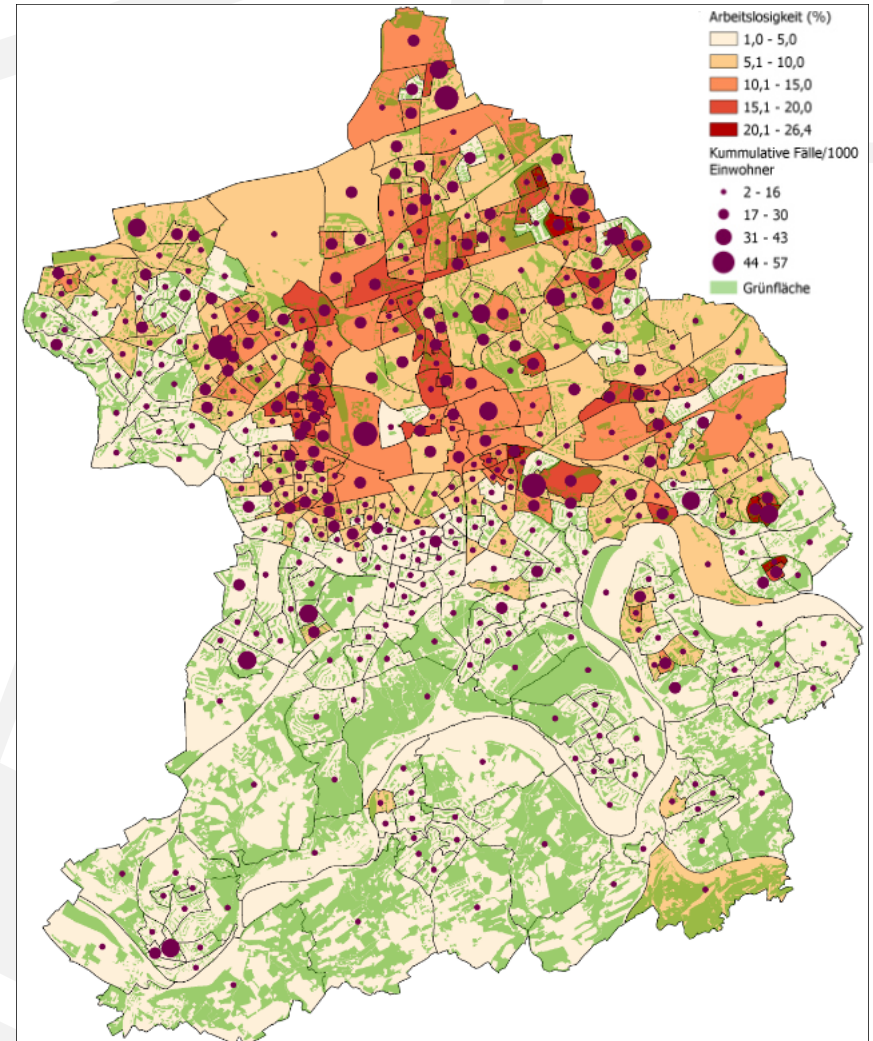 Arbeitslosigkeit (%)
1,0 - 5,0
5,1 - 10,0
10,1 - 15,0
15,1 - 20,0
20,1 - 26,4
Kummulative Fälle/1000
Einwohner
2 - 16
17 - 30
31 - 43
44 - 57
Grünfläche